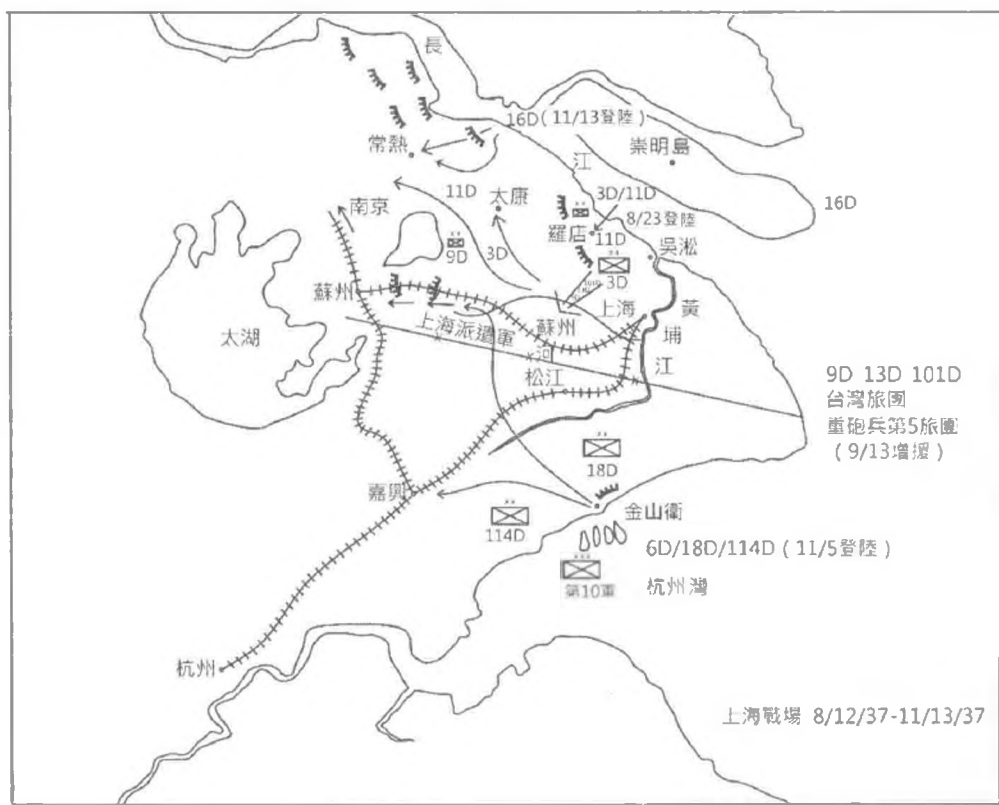 長
16D(11/13登陸)
常熟
江
崇明島
11D
太康
3D/11D
16D
南京
8/23登陸
羅店
11D
吳淞
9D
3D
3D
蘇州
上海
黃
太湖
上海派遣軍
蘇州
埔
河
松江
江
9D 13D 101D
台灣旅團
重砲兵第5旅團
(9/13增援)
18D
嘉興
金山衛
114D
6D/18D/114D(11/5登陸)
第10軍
杭州灣
杭州
上海戰場 8/12/37-11/13/37